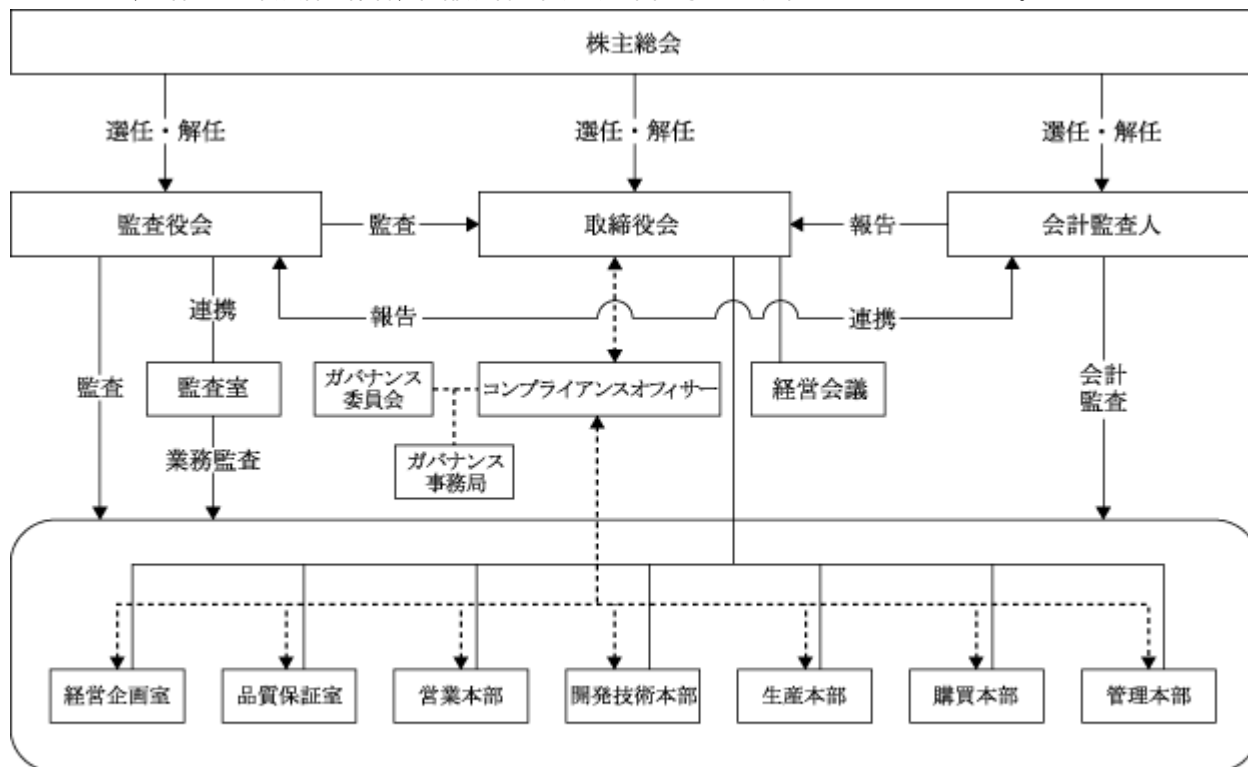 株主総会
選任・解任
選任・解任
選任・解任
監査役会
監査
取締役会
報告
会計監査人
連携
報告
連携
監査
監査室
ガバナンス
委員会
コンプライアンスオフィサー
経営会議
会計
監査
業務監査
ガバナンス
事務局
経営企画室
品質保証室
営業本部
開発技術本部
生産本部
購買本部
管理本部